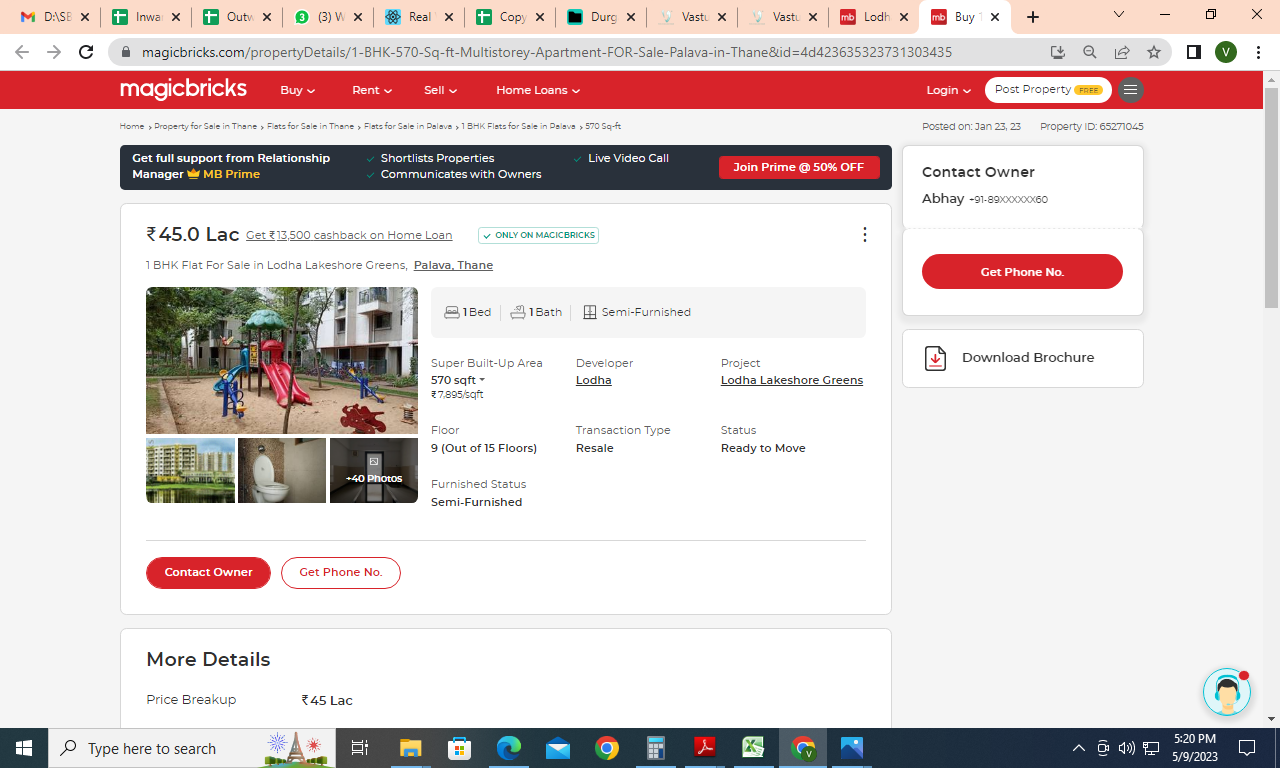 D:\SE
Inwa
Outw
(3) W
Real
Copy
Durg
Vastu
Vastu
Lodh
Buy 1
magicbricks.com/propertyDetails/1-BHK-570-Sq-ft-Multistorey-Apartment-FOR-Sale-Palava-in-Thane&id=4d423635323731303435
V
magicbricks
Buy
Rent
Sell
Home Loans
Login
Post Property FREE
Home > Property for Sale in Thane > Flats for Sale in Thane > Flats for Sale in Palava > 1 BHK Flats for Sale in Palava > 570 Sq-ft
Posted on: Jan 23, 23
Property ID: 65271045
Get full support from Relationship
Manager MB Prime
Shortlists Properties
Live Video Call
Communicates with Owners
Join Prime @ 50% OFF
Contact Owner
Abhay +91-89XXXXXX60
Get Phone No.
Download Brochure
₹45.0 Lac
Get ₹13,500 cashback on Home Loan
ONLY ON MAGICBRICKS
1 BHK Flat For Sale in Lodha Lakeshore Greens, Palava, Thane
1 Bed
1 Bath
Semi-Furnished
Super Built-Up Area
570 sqft
₹7,895/sqft
Developer
Lodha
Project
Lodha Lakeshore Greens
Floor
9 (Out of 15 Floors)
Transaction Type
Resale
Status
Ready to Move
Furnished Status
Semi-Furnished
+40 Photos
Contact Owner
Get Phone No.
More Details
Price Breakup
₹45 Lac
Type here to search
V
5:20 PM
5/9/2023